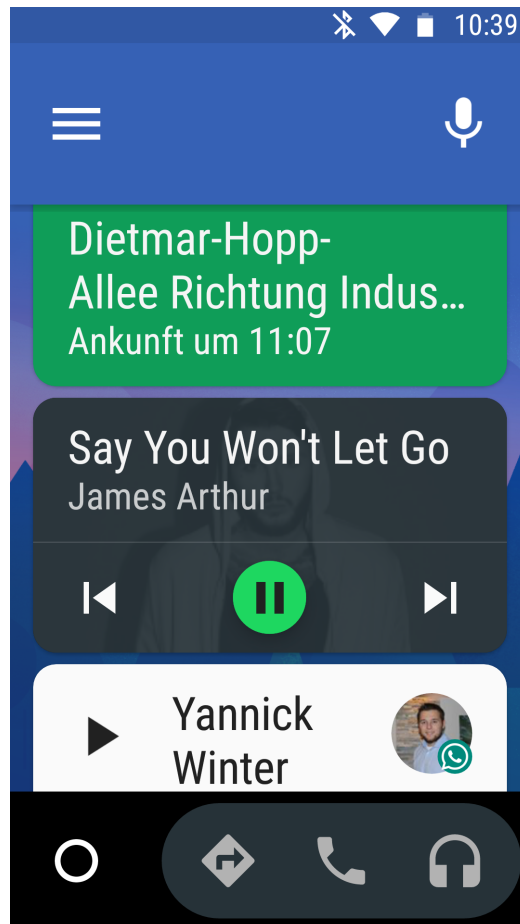 10:39
Dietmar-Hopp-
Allee Richtung Indus...
Ankunft um 11:07
Say You Won't Let Go
James Arthur
Yannick
Winter